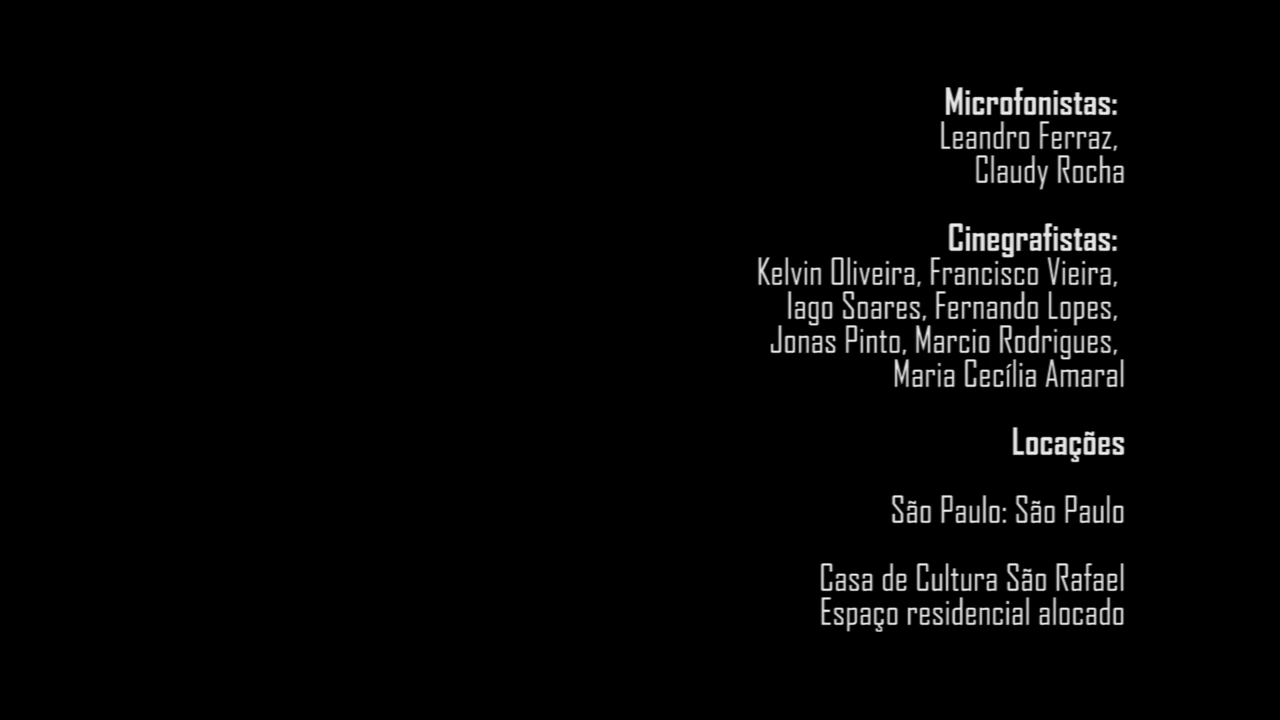 Microfonistas:
Leandro Ferraz,
Claudy Rocha
Cinegrafistas:
Kelvin Oliveira, Francisco Vieira,
Iago Soares, Fernando Lopes,
Jonas Pinto, Marcio Rodrigues,
Maria Cecília Amaral
Locações
São Paulo: São Paulo
Casa de Cultura São Rafael
Espaço residencial alocado